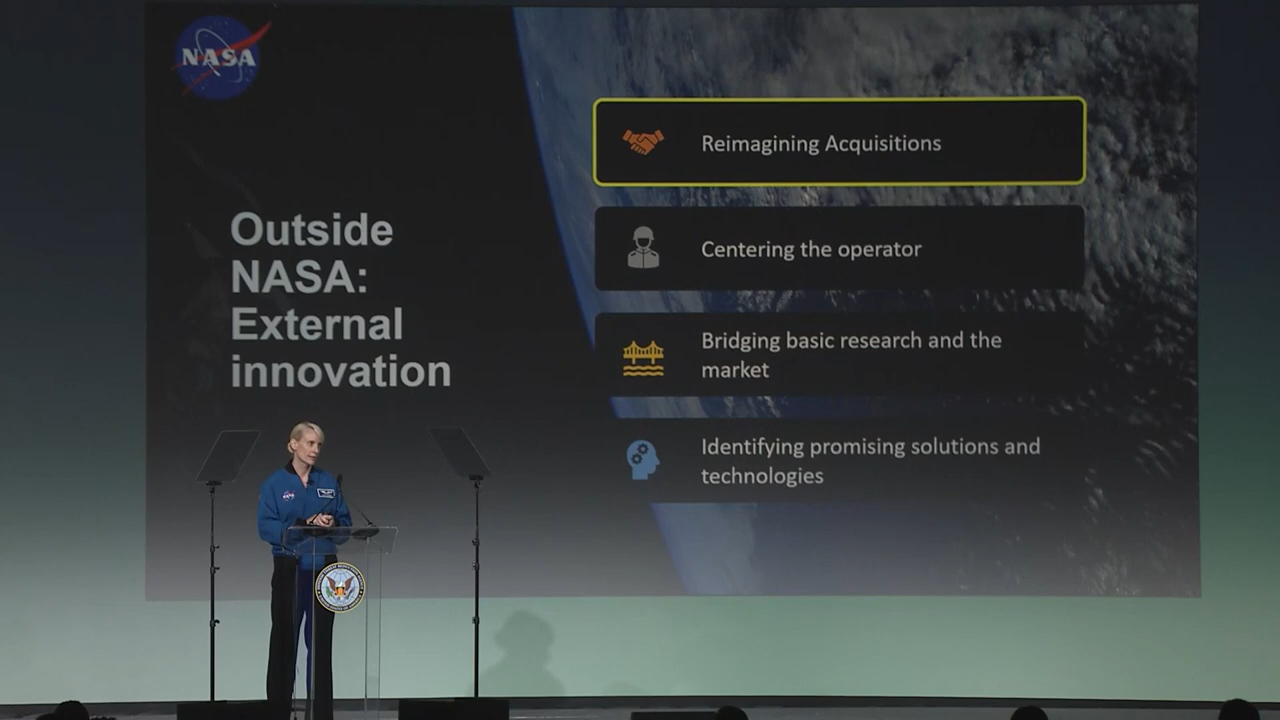 NASA
Outside
NASA:
External
innovation
Reimagining Acquisitions
Centering the operator
Bridging basic research and the
market
Identifying promising solutions and
technologies